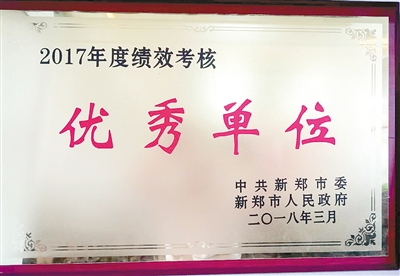 2017年度绩效考核
优秀单位
中共新郑市委
新郑市人民政府
二〇一八年三月